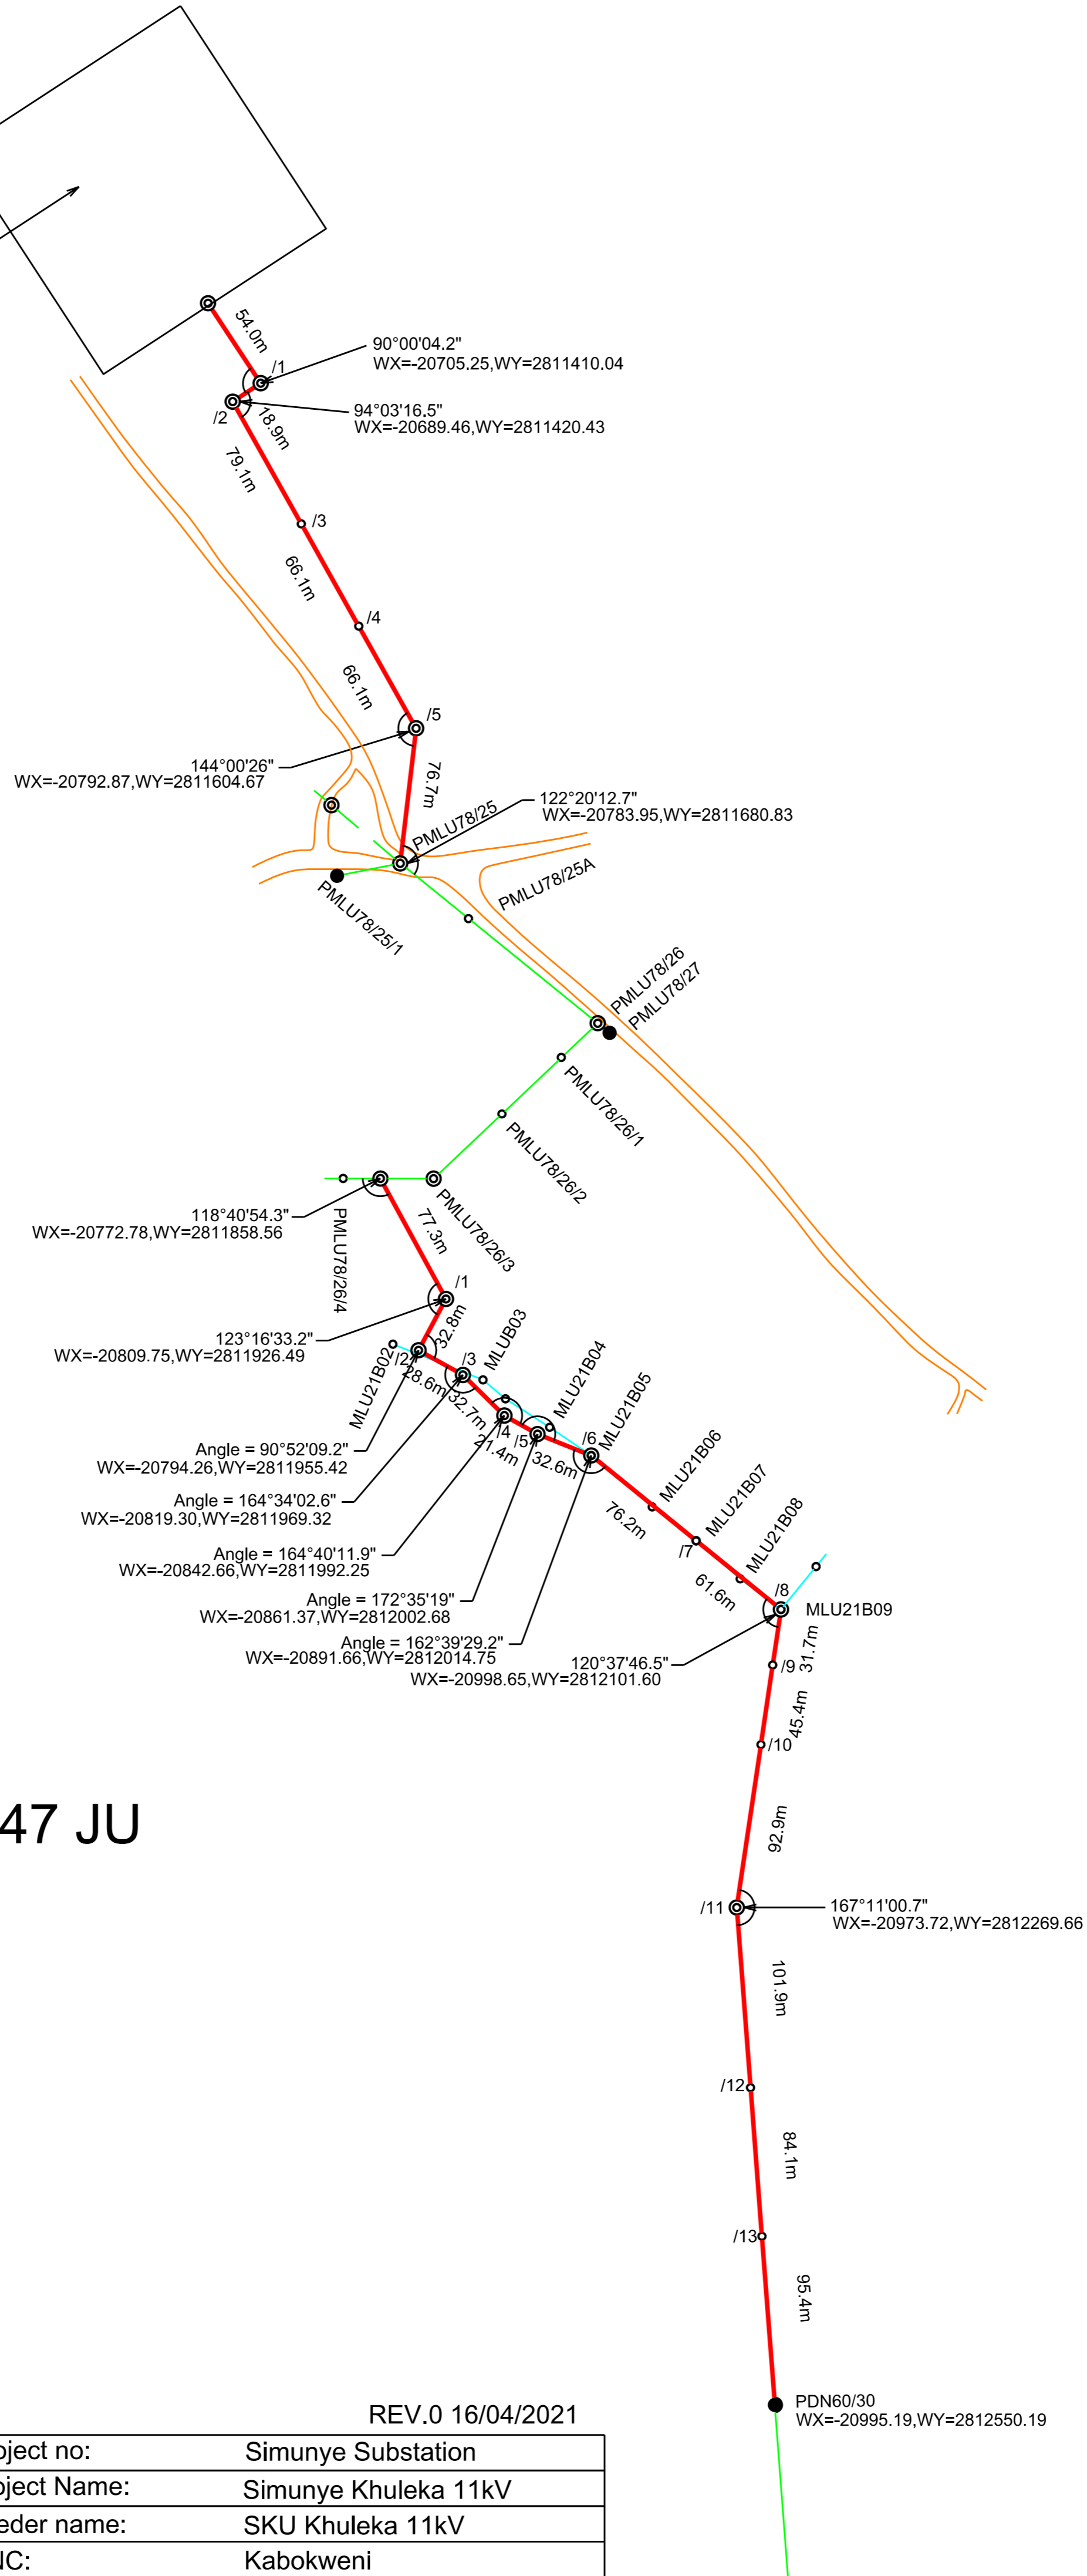 54.0m
/1
90°00'04.2"
WX=-20705.25,WY=2811410.04
/2
18.9m
94°03'16.5"
WX=-20689.46,WY=2811420.43
79.1m
/3
66.1m
/4
66.1m
/5
144°00'26"
WX=-20792.87,WY=2811604.67
76.7m
PMLU78/25
122°20'12.7"
WX=-20783.95,WY=2811680.83
PMLU78/25A
PMLU78/25/1
PMLU78/26
PMLU78/27
PMLU78/26/1
PMLU78/26/2
PMLU78/26/3
118°40'54.3"
WX=-20772.78,WY=2811858.56
PMLU78/26/4
77.3m
/1
123°16'33.2"
WX=-20809.75,WY=2811926.49
32.8m
MLU21B02
/2
28.6m
/3
MLUB03
32.7m
/4
21.4m
/5
MLU21B04
32.6m
/6
MLU21B05
Angle = 90°52'09.2"
WX=-20794.26,WY=2811955.42
Angle = 164°34'02.6"
WX=-20819.30,WY=2811969.32
Angle = 164°40'11.9"
WX=-20842.66,WY=2811992.25
Angle = 172°35'19"
WX=-20861.37,WY=2812002.68
Angle = 162°39'29.2"
WX=-20891.66,WY=2812014.75
76.2m
MLU21B06
/7
MLU21B07
61.6m
MLU21B08
/8
MLU21B09
120°37'46.5"
WX=-20998.65,WY=2812101.60
31.7m
/9
45.4m
/10
47 JU
92.9m
/11
167°11'00.7"
WX=-20973.72,WY=2812269.66
101.9m
/12
84.1m
/13
95.4m
PDN60/30
WX=-20995.19,WY=2812550.19
REV.0 16/04/2021
oject no: Simunye Substation
oject Name: Simunye Khuleka 11kV
eder name: SKU Khuleka 11kV
NC: Kabokweni